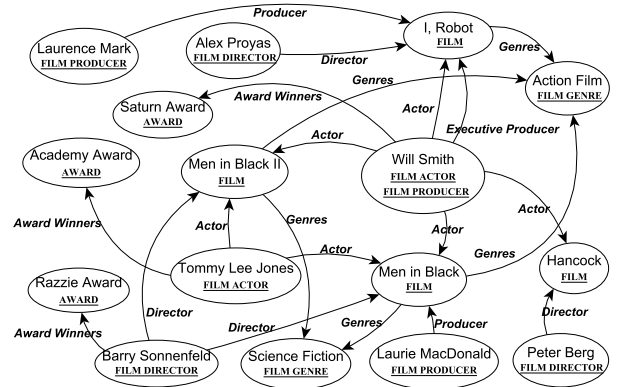 Producer
I, Robot
FILM
Laurence Mark
FILM PRODUCER
Alex Proyas
FILM DIRECTOR
Director
Genres
Genres
Action Film
FILM GENRE
Saturn Award
AWARD
Award Winners
Actor
Executive Producer
Academy Award
AWARD
Men in Black II
FILM
Actor
Will Smith
FILM ACTOR
FILM PRODUCER
Award Winners
Actor
Genres
Actor
Actor
Actor
Tommy Lee Jones
FILM ACTOR
Men in Black
FILM
Genres
Hancock
FILM
Razzie Award
AWARD
Director
Director
Genres
Producer
Director
Award Winners
Barry Sonnenfeld
FILM DIRECTOR
Science Fiction
FILM GENRE
Laurie MacDonald
FILM PRODUCER
Peter Berg
FILM DIRECTOR